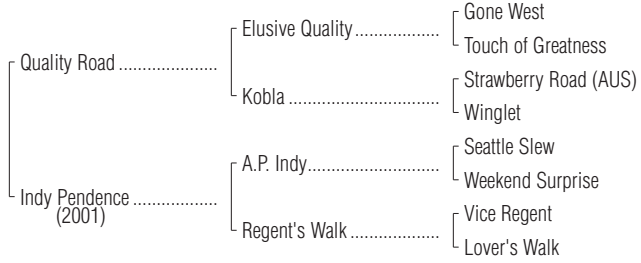 Gone West
Elusive Quality ...................
Touch of Greatness
Quality Road .....................
Strawberry Road (AUS)
Kobla ..................................
Winglet
Seattle Slew
A.P. Indy..............................
Weekend Surprise
Indy Pendence ..................
(2001)
Vice Regent
Regent's Walk .....................
Lover's Walk